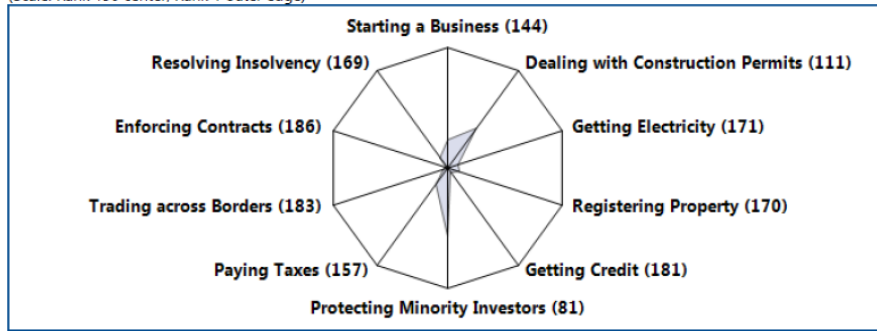 Starting a Business (144)
Resolving Insolvency (169)
Dealing with Construction Permits (111)
Enforcing Contracts (186)
Getting Electricity (171)
Trading across Borders (183)
Registering Property (170)
Paying Taxes (157)
Getting Credit (181)
Protecting Minority Investors (81)